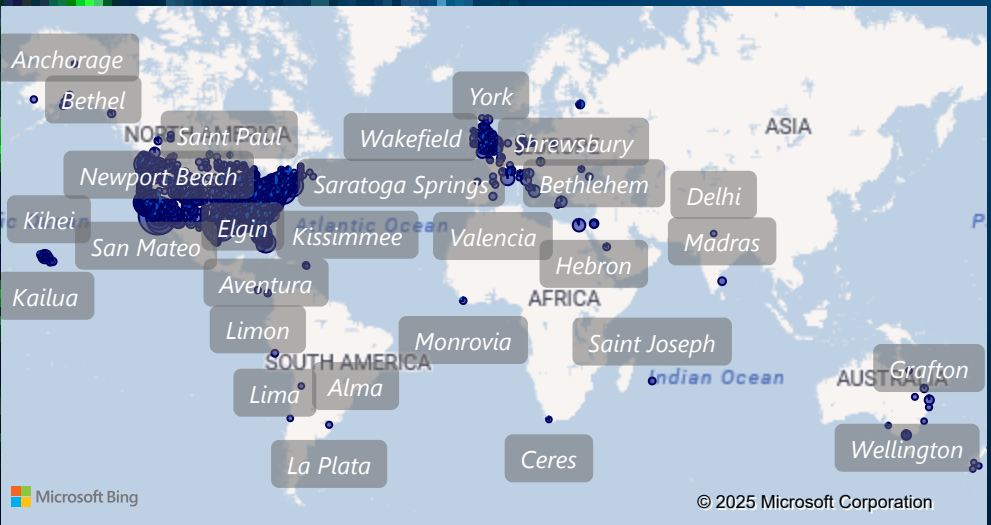 Anchorage
York
Bethel
ASIA
NORTH AMERICA
Saint Paul
Wakefield
Shrewsbury
Newport Beach
Saratoga Springs
Bethlehem
Delhi
Kihei
Atlantic Ocean
Elgin
Kissimmee
Valencia
Madras
San Mateo
Hebron
Aventura
Kailua
AFRICA
Limon
Monrovia
Saint Joseph
SOUTH AMERICA
Indian Ocean
AUSTRALIA
Grafton
Lima
Alma
Wellington
La Plata
Ceres
Microsoft Bing
© 2025 Microsoft Corporation